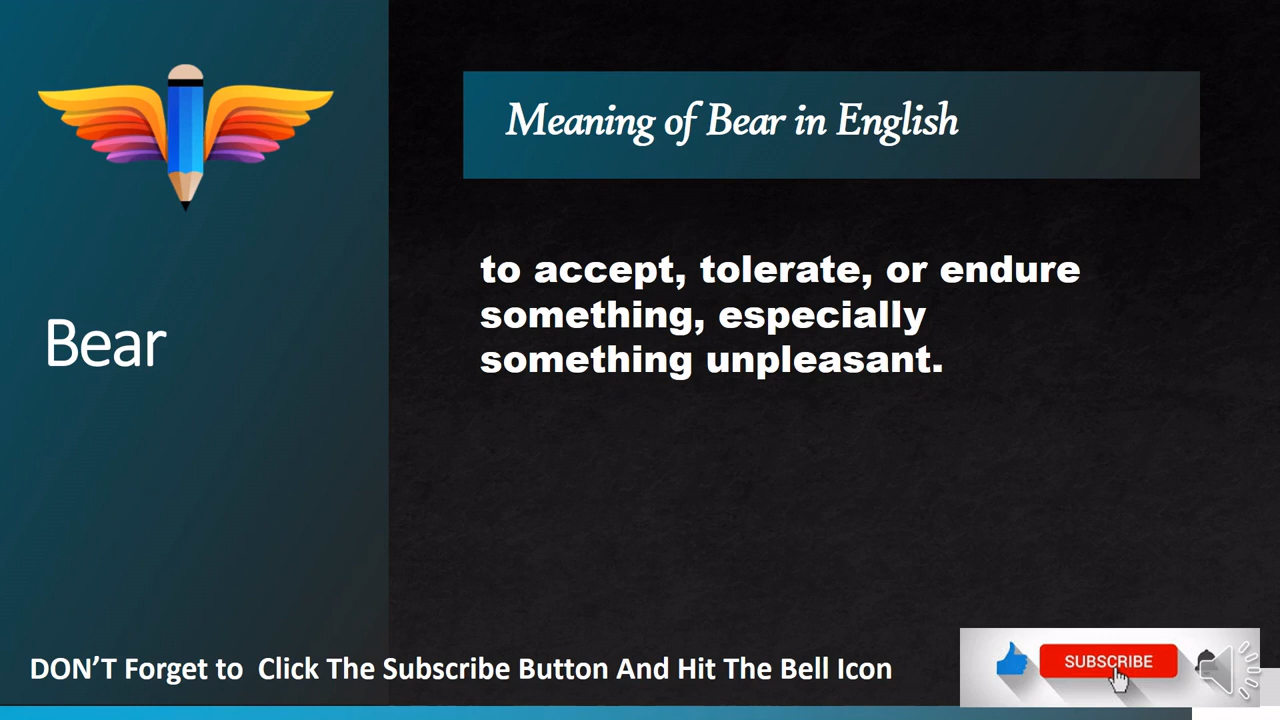 Meaning of Bear in English
to accept, tolerate, or endure
something, especially
something unpleasant.
Bear
DON’T Forget to  Click The Subscribe Button And Hit The Bell Icon
SUBSCRIBE